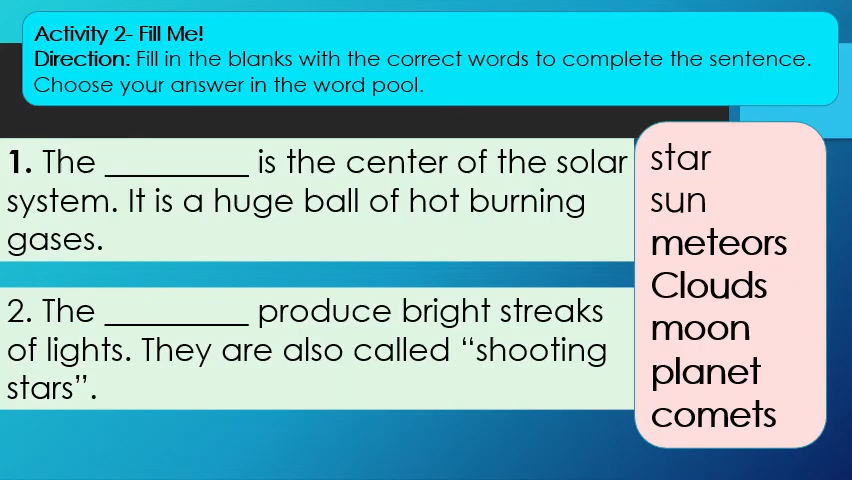 Activity 2- Fill Me!
Direction: Fill in the blanks with the correct words to complete the sentence.
Choose your answer in the word pool.
1. The _________ is the center of the solar
system. It is a huge ball of hot burning
gases.
2. The _________ produce bright streaks
of lights. They are also called “shooting
stars”.
star
sun
meteors
Clouds
moon
planet
comets